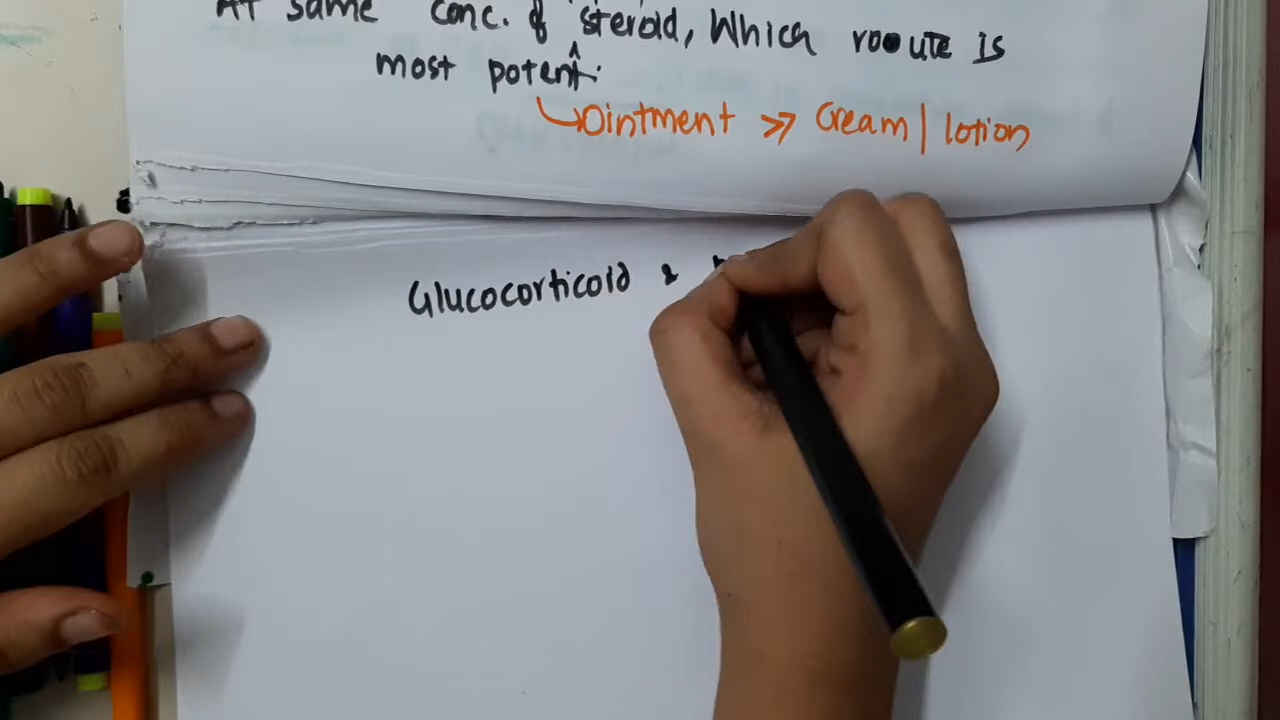 At same conc. of steroid, Which route is
^
most potent.
Ointment >> Cream | lotion
Glucocorticoid &